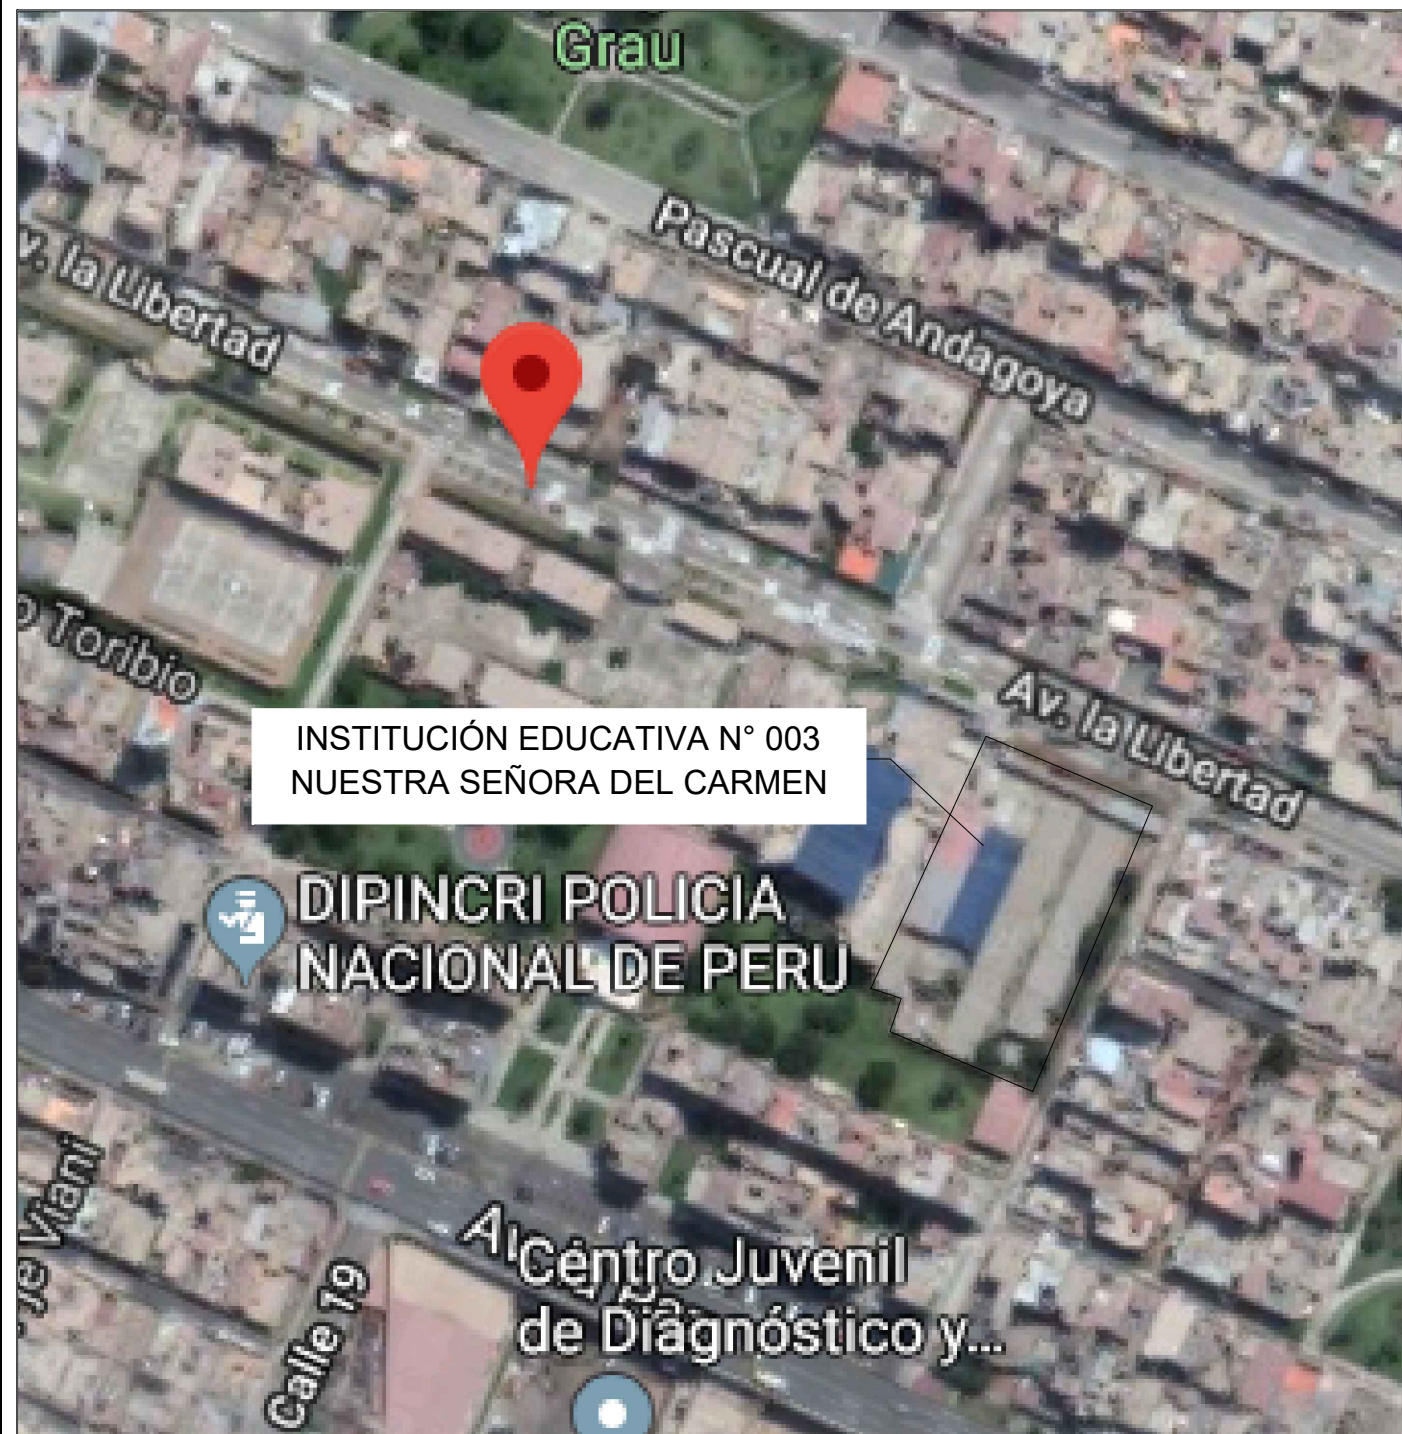 Grau
Pascual de Andagoya
v. la Libertad
o Toribio
Av. la Libertad
INSTITUCIÓN EDUCATIVA N° 003
NUESTRA SEÑORA DEL CARMEN
DIPINCRI POLICIA
NACIONAL DE PERU
Viani
Calle 19
Centro Juvenil
de Diagnóstico y...